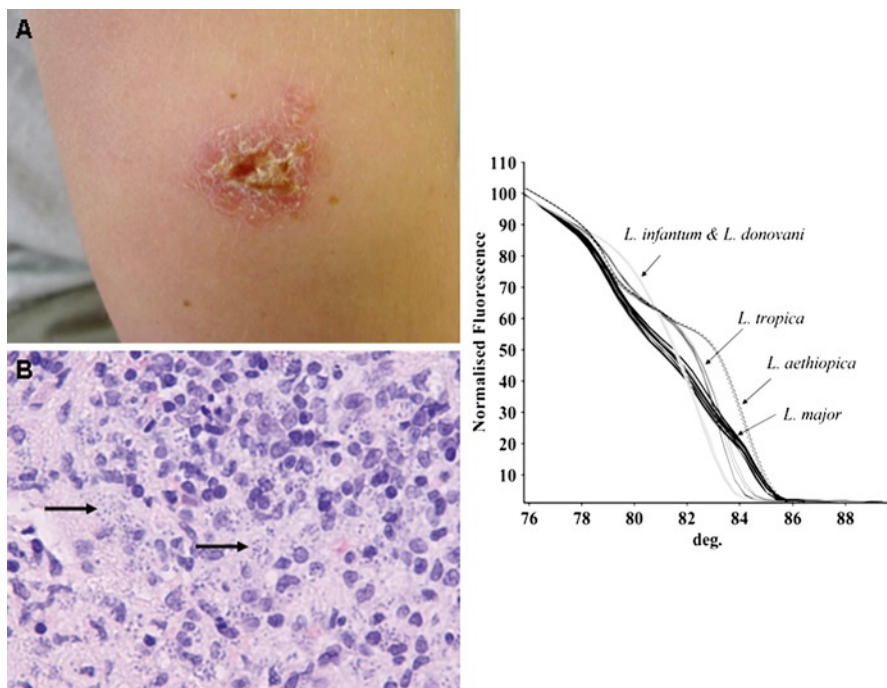 A
B
110
100
90
80
70
60
50
40
30
20
10
Normalised Fluorescence
L. infantum & L. donovani
L. tropica
L. aethiopica
L. major
76 78 80 82 84 86 88
deg.